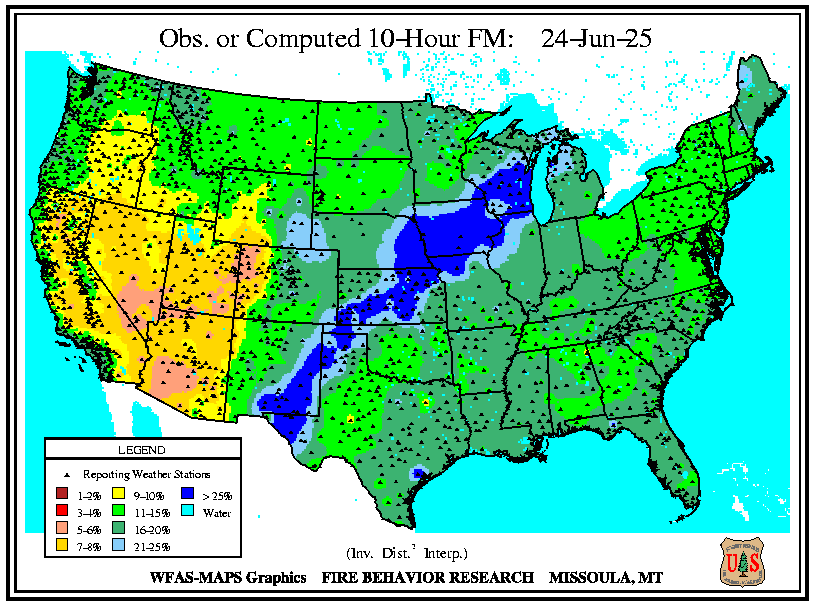 Obs. or Computed 10-Hour FM: 24-Jun-25
LEGEND
Reporting Weather Stations
1-2% 9-10% > 25%
3-4% 11-15% Water
5-6% 16-20%
7-8% 21-25%
(Inv. Dist.² Interp.)
WFAS-MAPS Graphics FIRE BEHAVIOR RESEARCH MISSOULA, MT
U S